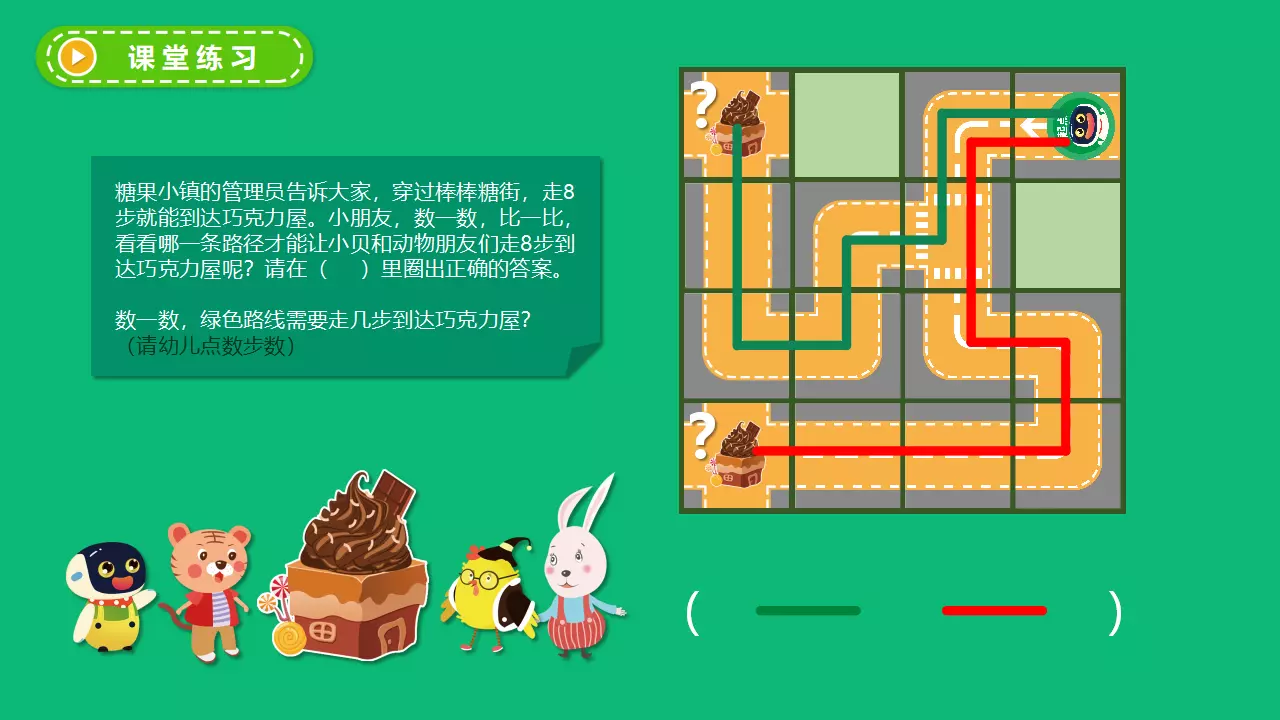 课堂练习
糖果小镇的管理员告诉大家，穿过棒棒糖街，走8
步就能到达巧克力屋。小朋友，数一数，比一比，
看看哪一条路径才能让小贝和动物朋友们走8步到
达巧克力屋呢？请在（　　）里圈出正确的答案。
数一数，绿色路线需要走几步到达巧克力屋？
（请幼儿点数步数）
?
?
(　　)